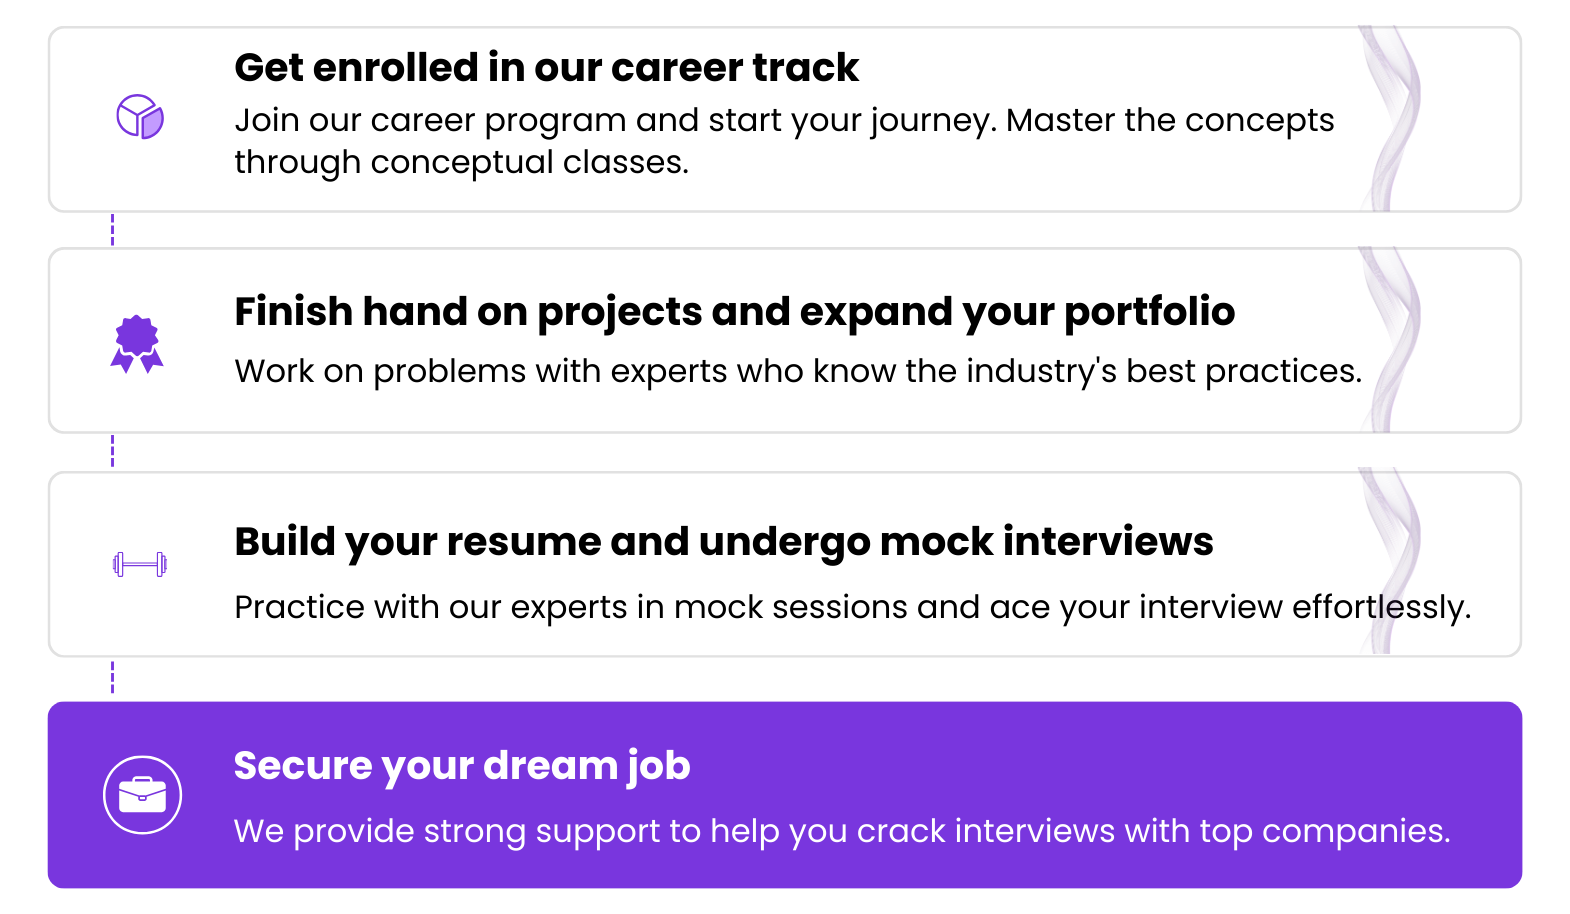 Get enrolled in our career track
Join our career program and start your journey. Master the concepts
through conceptual classes.
Finish hand on projects and expand your portfolio
Work on problems with experts who know the industry's best practices.
Build your resume and undergo mock interviews
Practice with our experts in mock sessions and ace your interview effortlessly.
Secure your dream job
We provide strong support to help you crack interviews with top companies.